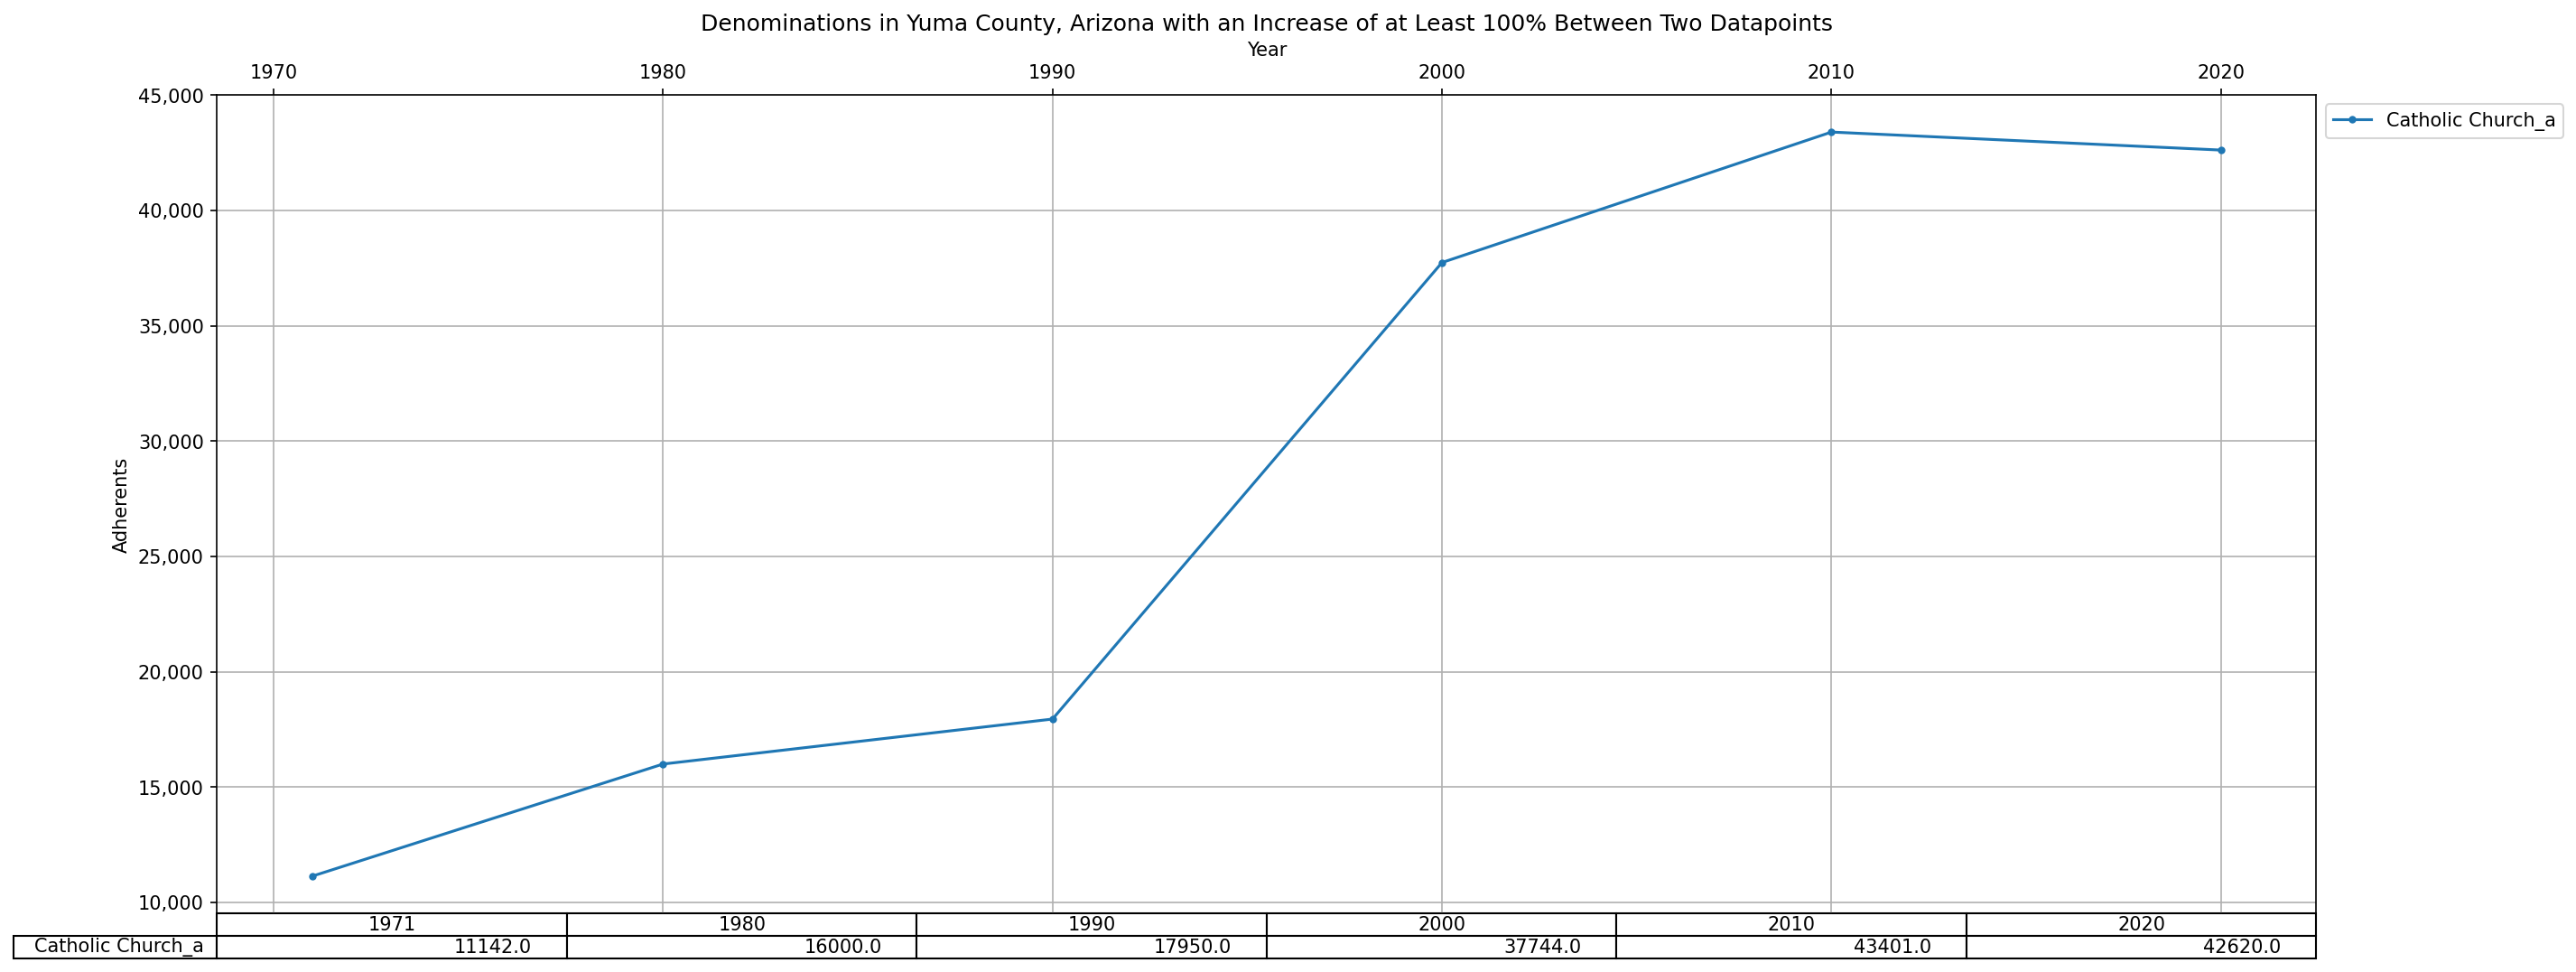 Denominations in Yuma County, Arizona with an Increase of at Least 100% Between Two Datapoints
Year
1970 1980 1990 2000 2010 2020
45,000
40,000
35,000
30,000
25,000
20,000
15,000
10,000
Adherents
Catholic Church_a
1971 1980 1990 2000 2010 2020
Catholic Church_a 11142.0 16000.0 17950.0 37744.0 43401.0 42620.0